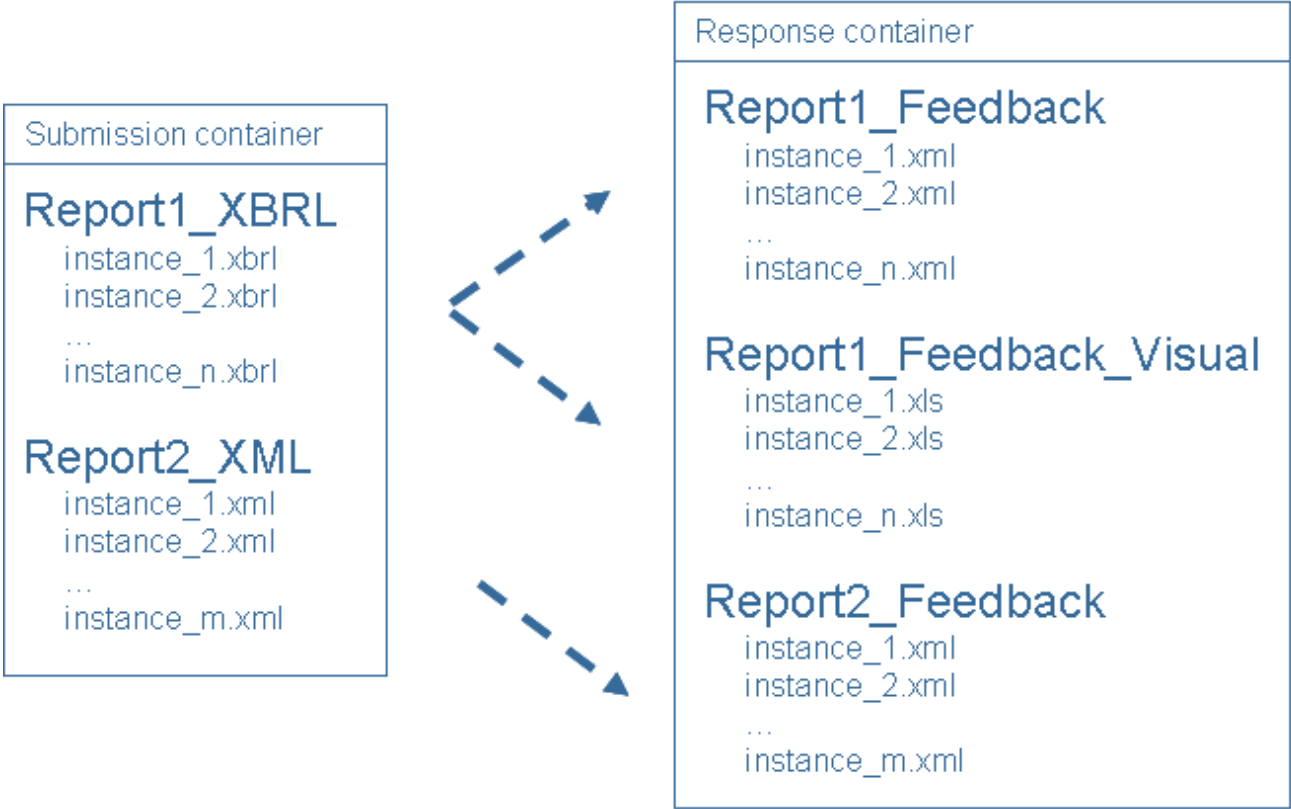 Submission container
Report1_XBRL
instance_1.xbrl
instance_2.xbrl
...
instance_n.xbrl
Report2_XML
instance_1.xml
instance_2.xml
...
instance_m.xml
Response container
Report1_Feedback
instance_1.xml
instance_2.xml
...
instance_n.xml
Report1_Feedback_Visual
instance_1.xls
instance_2.xls
...
instance_n.xls
Report2_Feedback
instance_1.xml
instance_2.xml
...
instance_m.xml